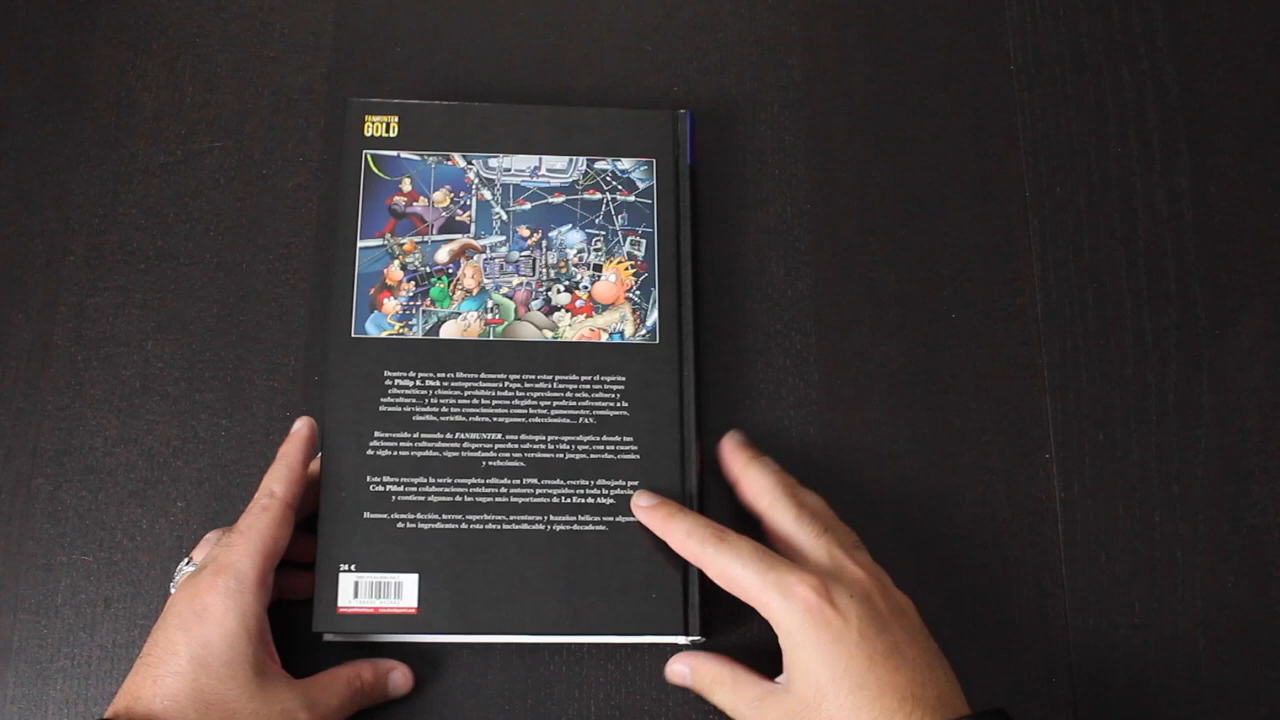 FANHUNTER
GOLD
Dentro de poco, un ex librero demente que cree estar poseído por el espíritu
de Philip K. Dick se autoproclamará Papa, invadirá Europa con sus tropas
cibernéticas y clónicas, prohibirá todas las expresiones de ocio, cultura y
subcultura... y tú serás uno de los pocos elegidos que podrán enfrentarse a la
tiranía sirviéndote de tus conocimientos como lector, gamemaster, comiquero,
cinéfilo, seriéfilo, rolero, wargamer, coleccionista... FAN.
Bienvenido al mundo de FANHUNTER, una distopía pre-apocalíptica donde tus
aficiones más culturalmente dispersas pueden salvarte la vida y que, con un cuarto
de siglo a sus espaldas, sigue triunfando con sus versiones en juegos, novelas, cómics
y webcómics.
Este libro recopila la serie completa editada en 1998, creada, escrita y dibujada por
Cels Piñol con colaboraciones estelares de autores perseguidos en toda la galaxia,
y contiene algunas de las sagas más importantes de La Era de Alejo.
Humor, ciencia-ficción, terror, superhéroes, aventuras y hazañas bélicas son algunos
de los ingredientes de esta obra inclasificable y épico-decadente.
24 €